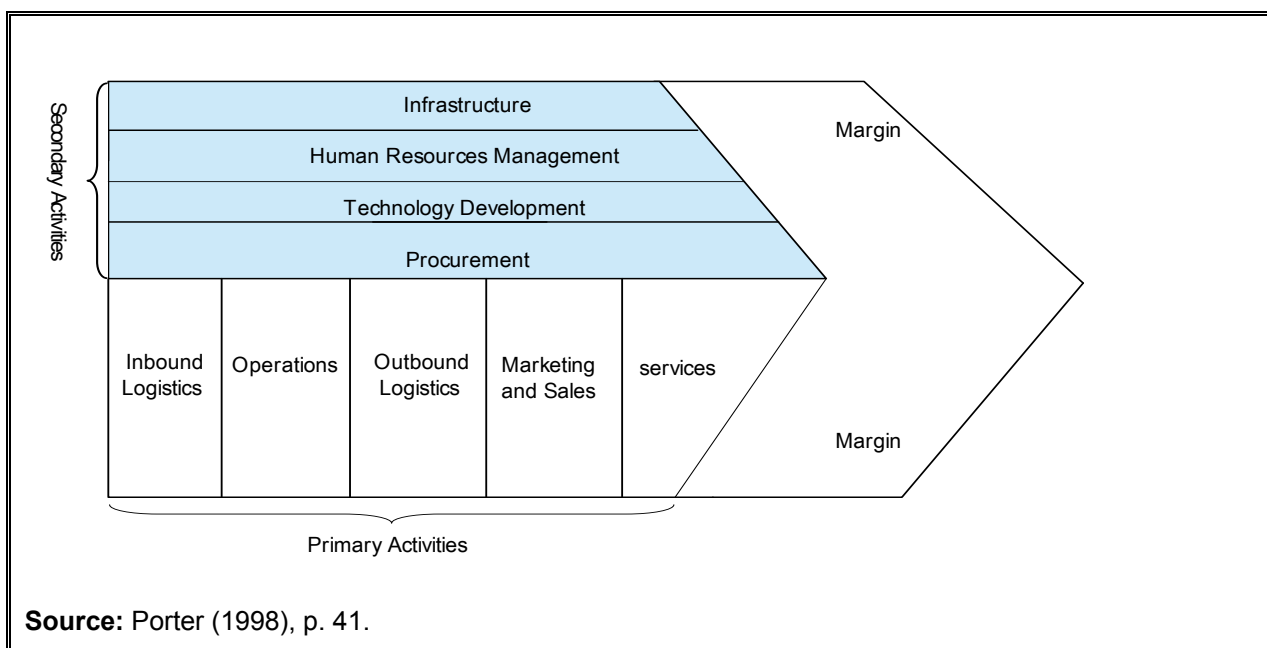 Secondary Activities
Infrastructure
Human Resources Management
Technology Development
Procurement
Margin
Inbound
Logistics
Operations
Outbound
Logistics
Marketing
and Sales
services
Margin
Primary Activities
Source: Porter (1998), p. 41.